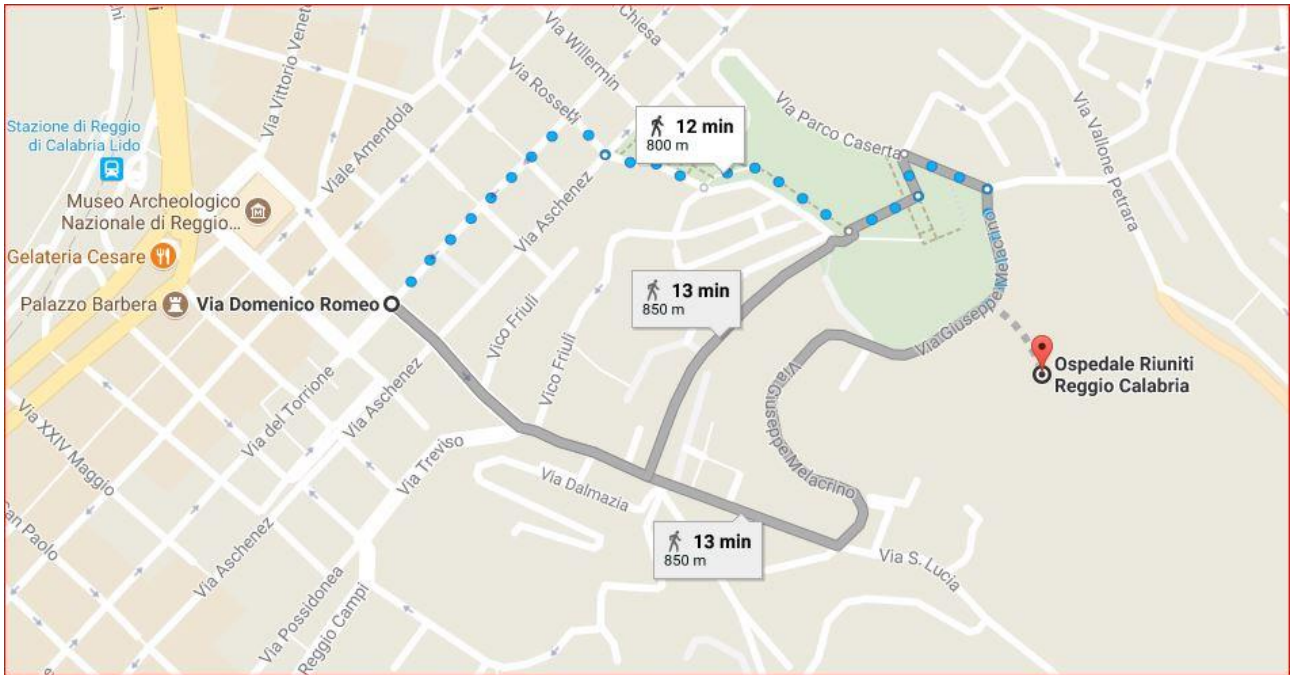 Chiesa
Via Willermin
Via Rossetti
Via Vittorio Veneto
Viale Amendola
Via Parco Caserta
Via Vallone Petrara
12 min
800 m
Stazione di Reggio
di Calabria Lido
Museo Archeologico
Nazionale di Reggio...
Gelateria Cesare
Palazzo Barbera
Via Domenico Romeo
Via Aschenez
13 min
850 m
Via Giuseppe Melacrino
Melacrino
Vico Friuli
Vico Friuli
Ospedale Riuniti
Reggio Calabria
Via del Torrione
Via Aschenez
Via XXIV Maggio
Via Treviso
Via Giuseppe Melacrino
Via Dalmazia
San Paolo
Via Aschenez
13 min
850 m
Via S. Lucia
Via Possidonea
Reggio Campi